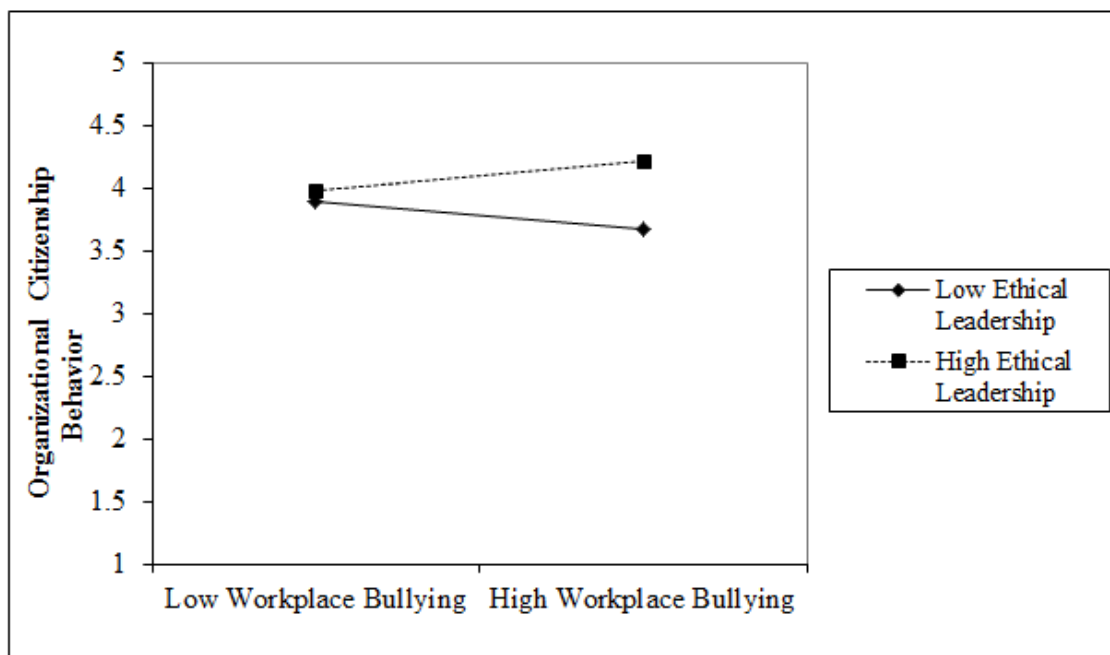 Organizational Citizenship
Behavior
5
4.5
4
3.5
3
2.5
2
1.5
1
Low Workplace Bullying
High Workplace Bullying
Low Ethical
Leadership
High Ethical
Leadership